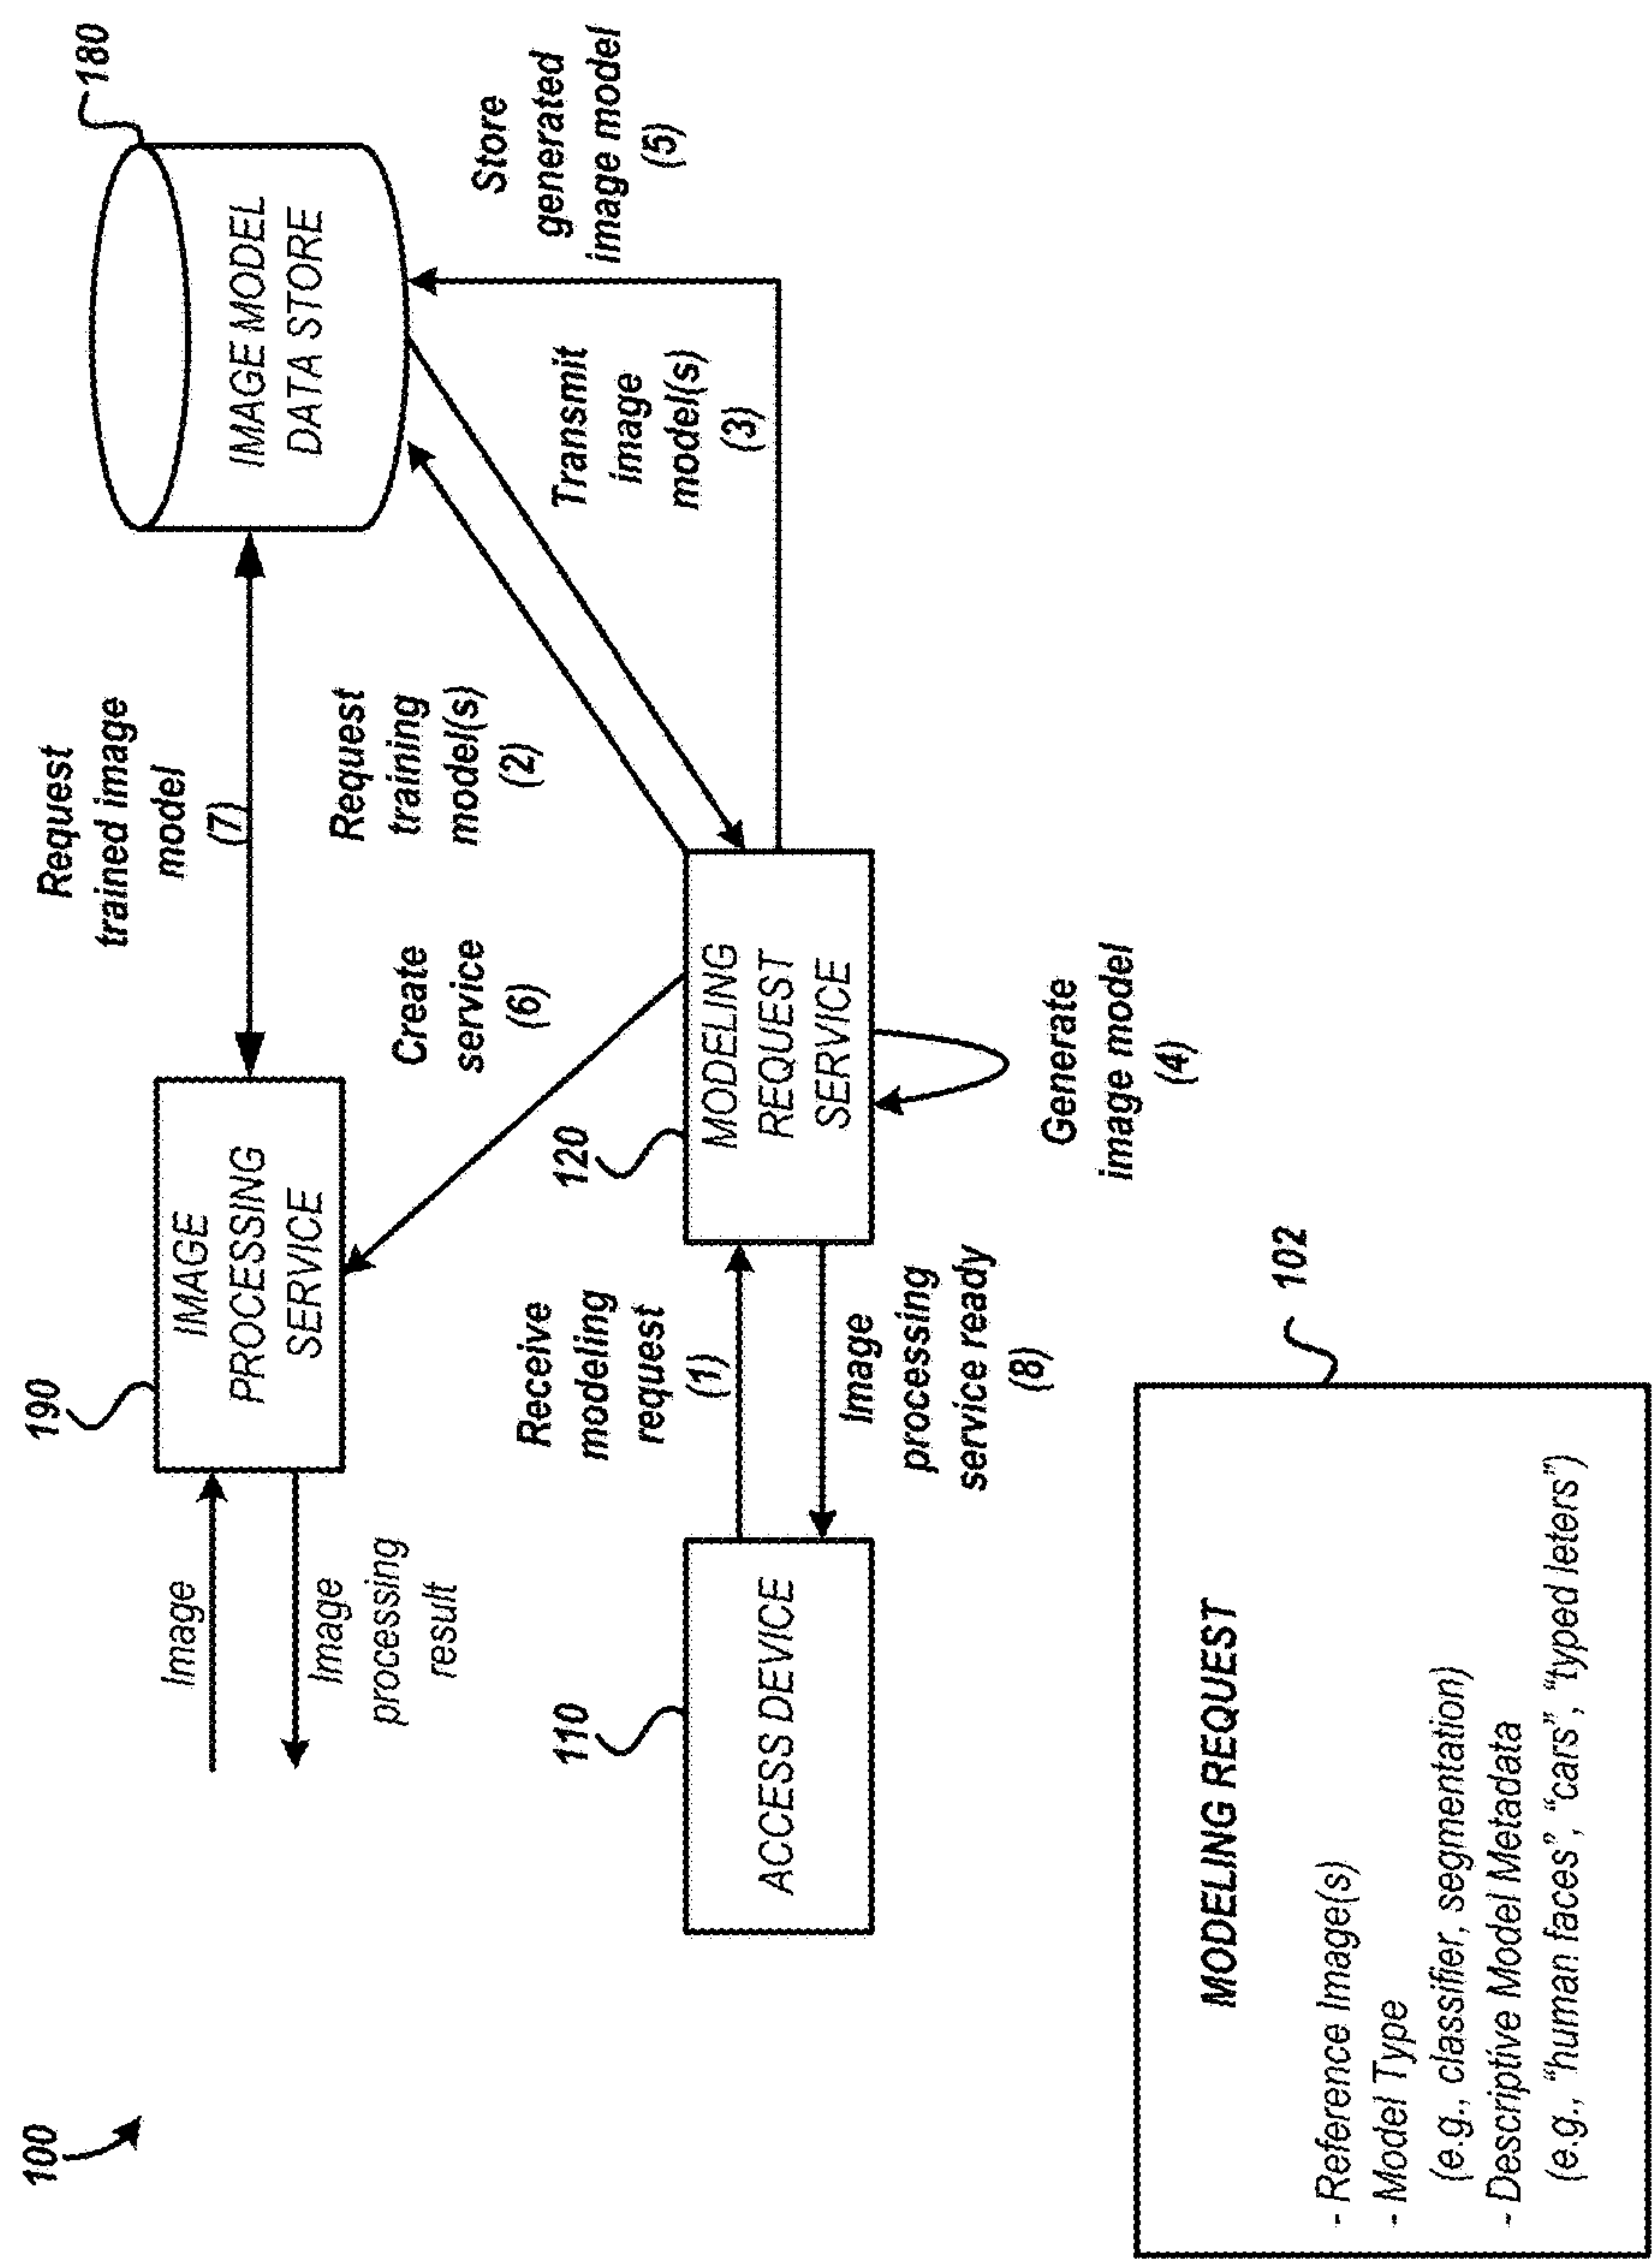 100
Image
Image
processing
result
190
IMAGE
PROCESSING
SERVICE
Request
trained image
model
(7)
180
IMAGE MODEL
DATA STORE
Create
service
(6)
Request
training
model(s)
(2)
Transmit
image
model(s)
(3)
Store
generated
image model
(5)
110
ACCESS DEVICE
Receive
modeling
request
(1)
Image
processing
service ready
(8)
120
MODELING
REQUEST
SERVICE
Generate
image model
(4)
102
MODELING REQUEST
- Reference Image(s)
- Model Type
(e.g., classifier, segmentation)
- Descriptive Model Metadata
(e.g., “human faces”, “cars”, “typed leters”)